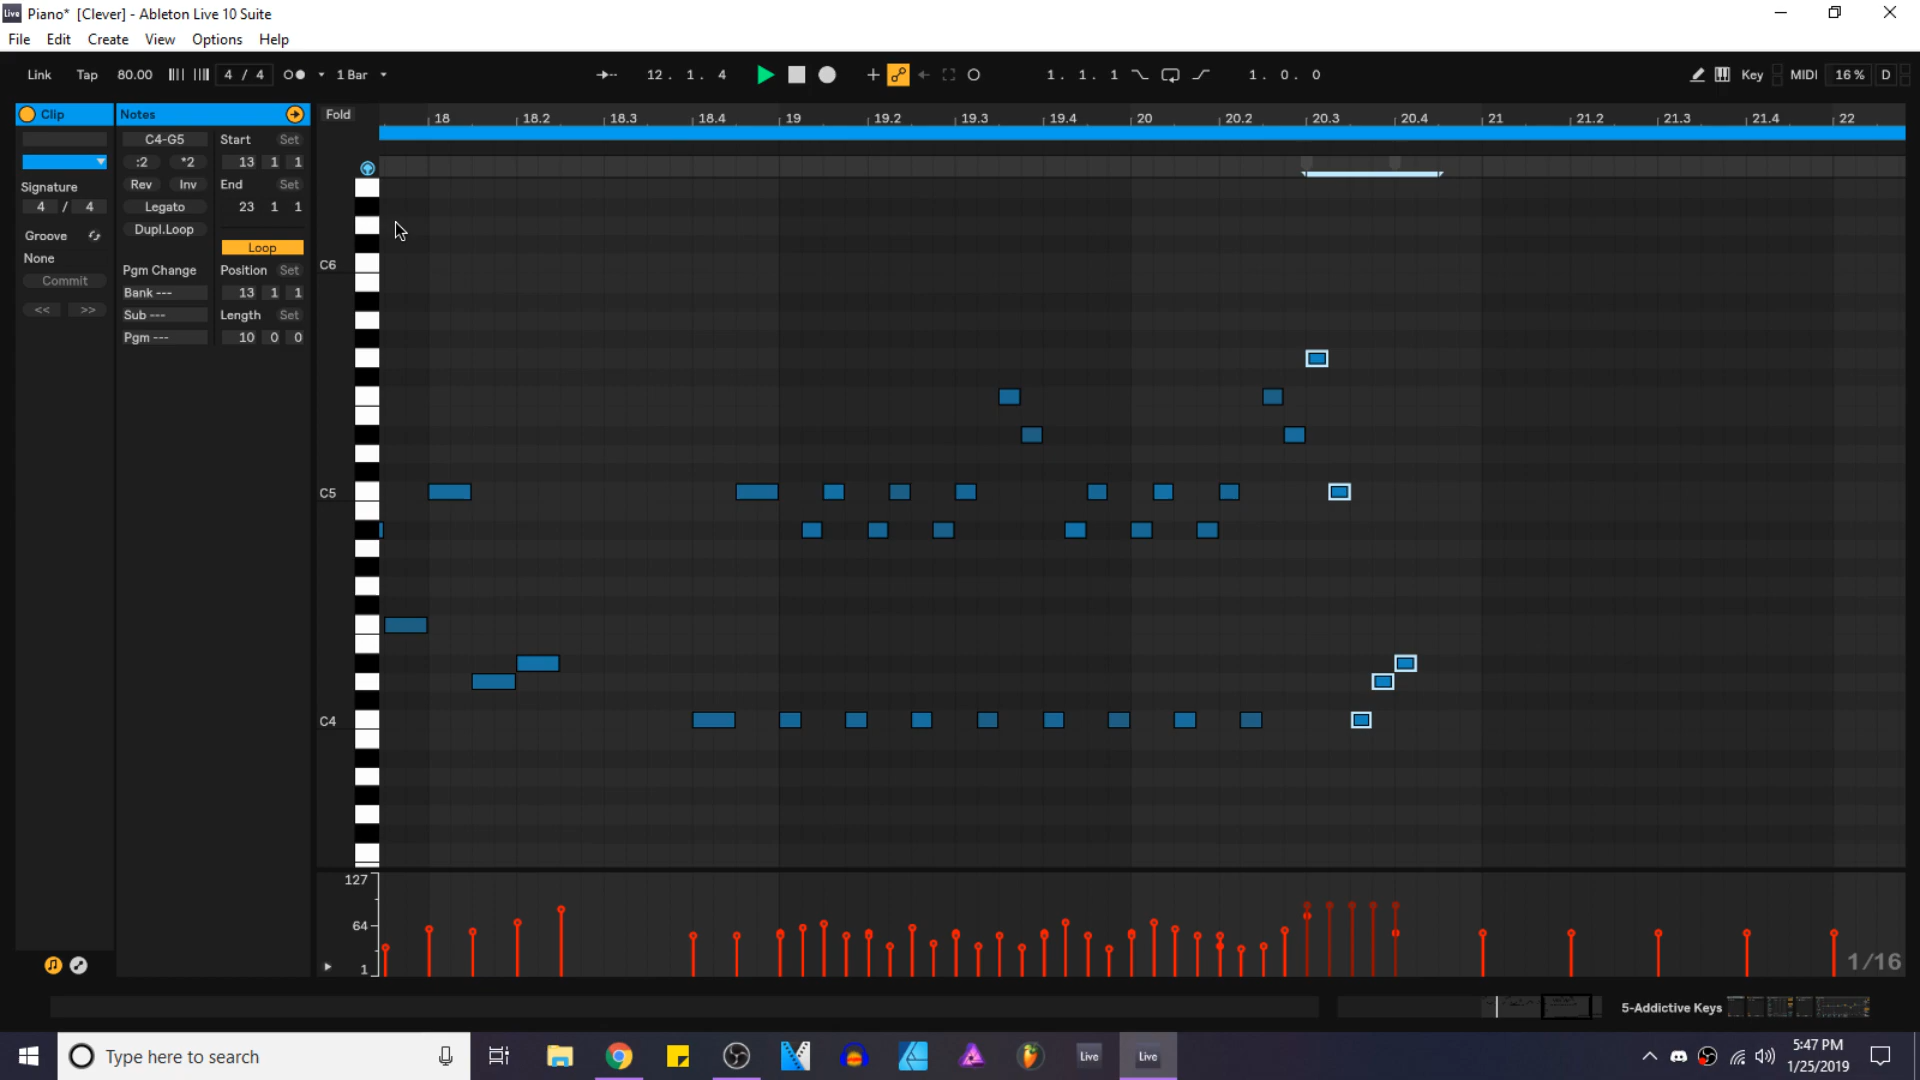 Live Piano* [Clever] - Ableton Live 10 Suite
File Edit Create View Options Help
Link Tap 80.00 4 / 4 1 Bar 12. 1. 4 1. 1. 1 1. 0. 0 Key MIDI 16 % D
Clip Notes Fold 18 18.2 18.3 18.4 19 19.2 19.3 19.4 20 20.2 20.3 20.4 21 21.2 21.3 21.4 22
C4-G5 Start Set
:2 *2 13 1 1
Signature Rev Inv End Set
4 / 4 Legato 23 1 1
Groove Dupl.Loop
None Loop
Commit Pgm Change Position Set
Bank --- 13 1 1
<< >> Sub --- Length Set
Pgm --- 10 0 0
C6
C5
C4
127
64
1
1/16
5-Addictive Keys
Type here to search Live Live 5:47 PM
1/25/2019